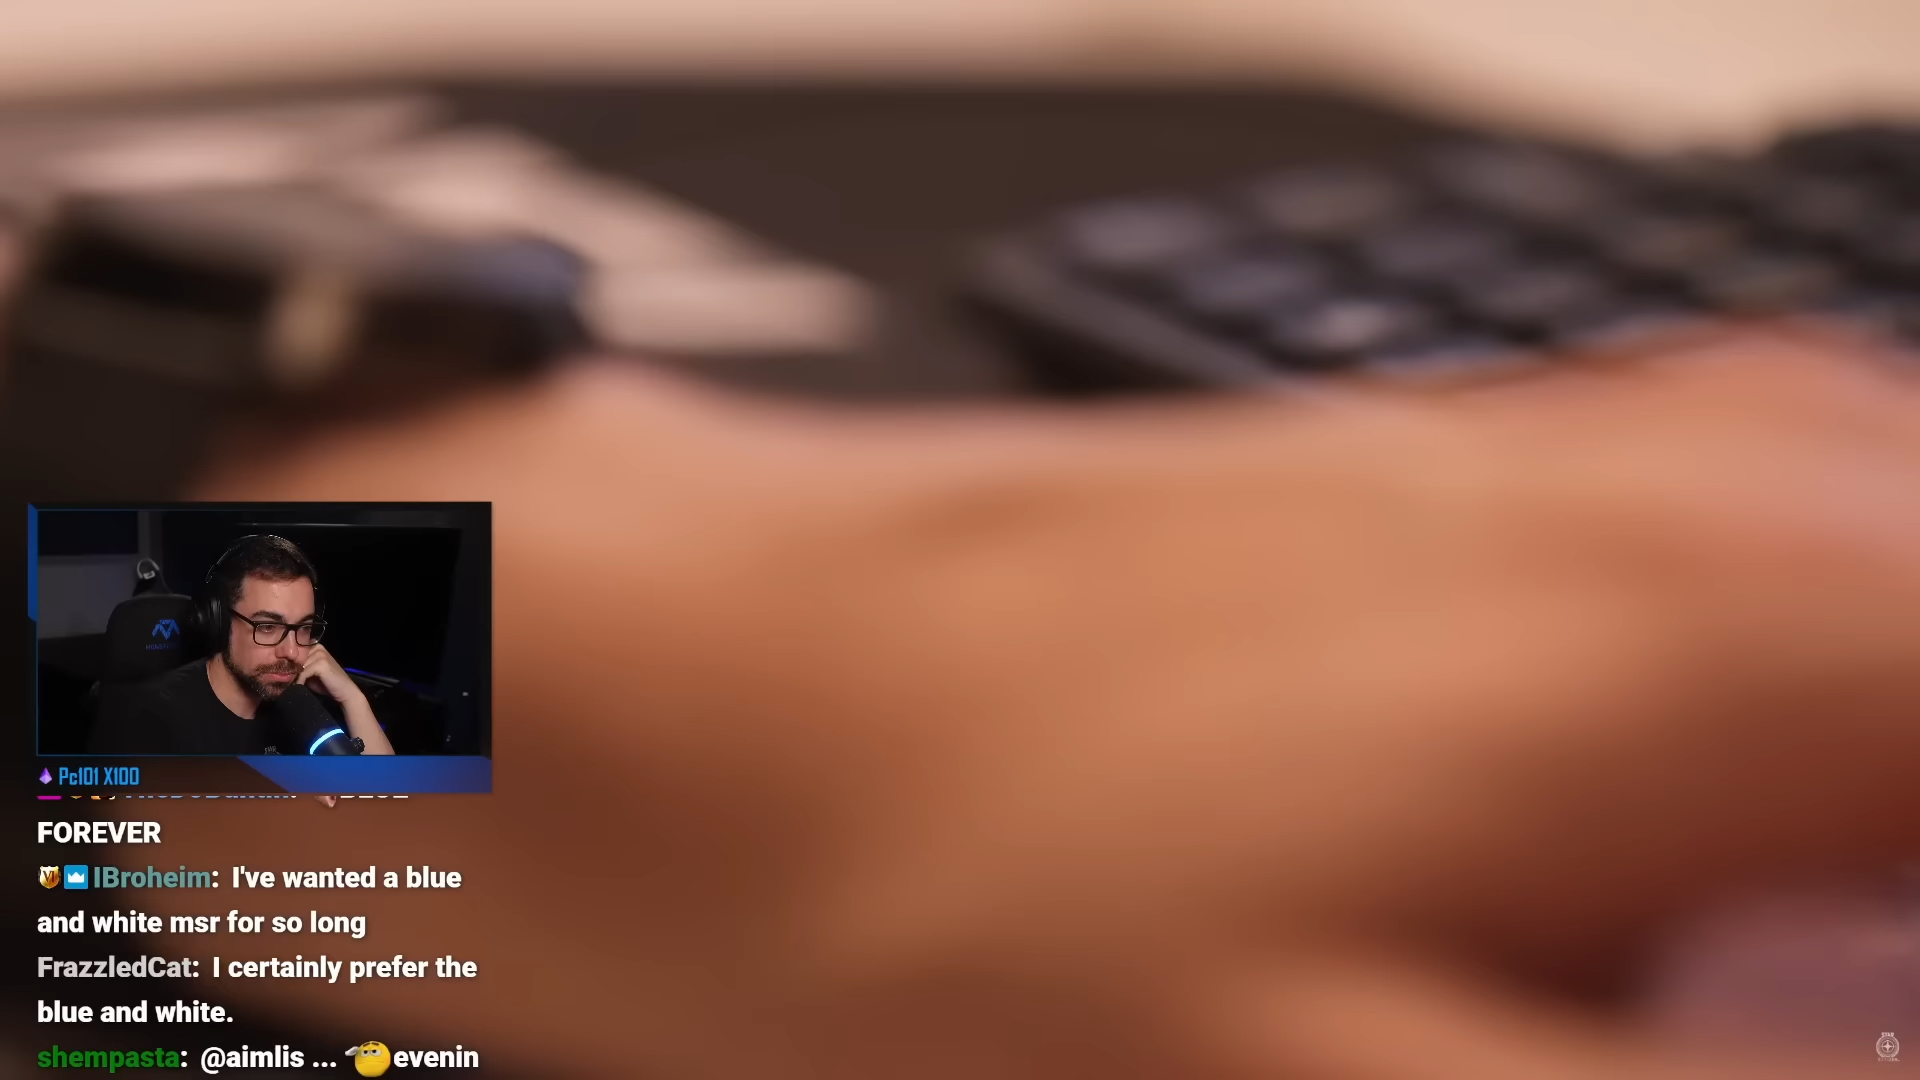 Pc101 X100
FOREVER
IBroheim: I've wanted a blue
and white msr for so long
FrazzledCat: I certainly prefer the
blue and white.
shempasta: @aimlis ... evenin